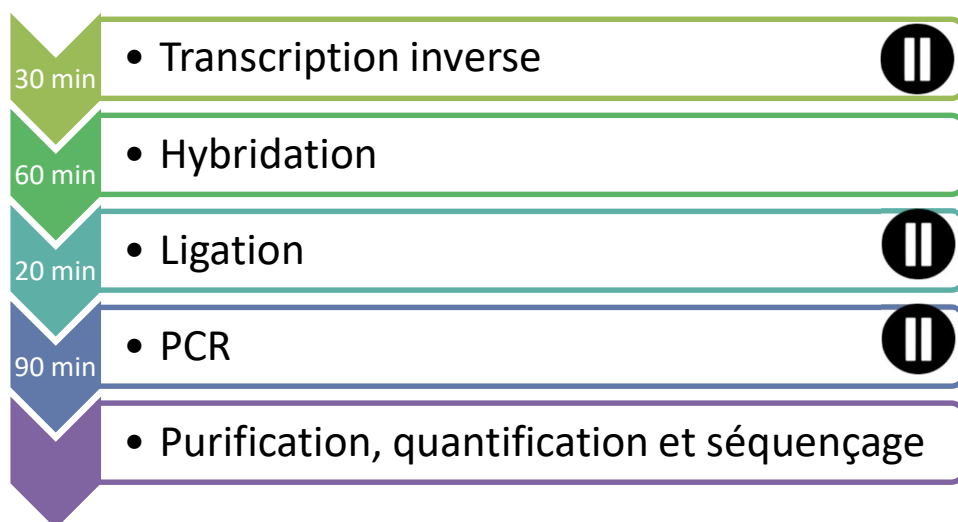 • Transcription inverse
30 min
• Hybridation
60 min
• Ligation
20 min
• PCR
90 min
• Purification, quantification et séquençage